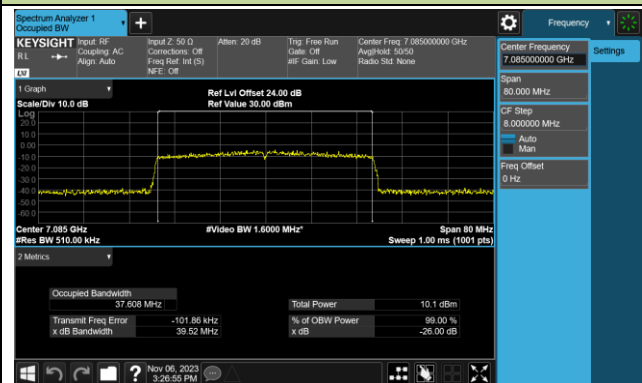 Spectrum Analyzer 1
Occupied BW
Frequency
KEYSIGHT
Input: RF
Input Z: 50 Ω
Atten: 20 dB
Trig: Free Run
Center Freq: 7.085000000 GHz
RL
Coupling: AC
Corrections: Off
Gate: Off
Avg|Hold: 50/50
Align: Auto
Freq Ref: Int (S)
#IF Gain: Low
Radio Std: None
NFE: Off
LXI
Center Frequency
7.085000000 GHz
Settings
Span
80.000 MHz
CF Step
8.000000 MHz
Auto
Man
Freq Offset
0 Hz
1 Graph
Ref Lvl Offset 24.00 dB
Scale/Div 10.0 dB
Ref Value 30.00 dBm
Log
20.0
10.0
0.00
-10.0
-20.0
-30.0
-40.0
-50.0
-60.0
Center 7.085 GHz
#Video BW 1.6000 MHz*
Span 80 MHz
#Res BW 510.00 kHz
Sweep 1.00 ms (1001 pts)
2 Metrics
Occupied Bandwidth
37.608 MHz
Total Power
10.1 dBm
Transmit Freq Error
-101.86 kHz
% of OBW Power
99.00 %
x dB Bandwidth
39.52 MHz
x dB
-26.00 dB
Nov 06, 2023
3:26:55 PM